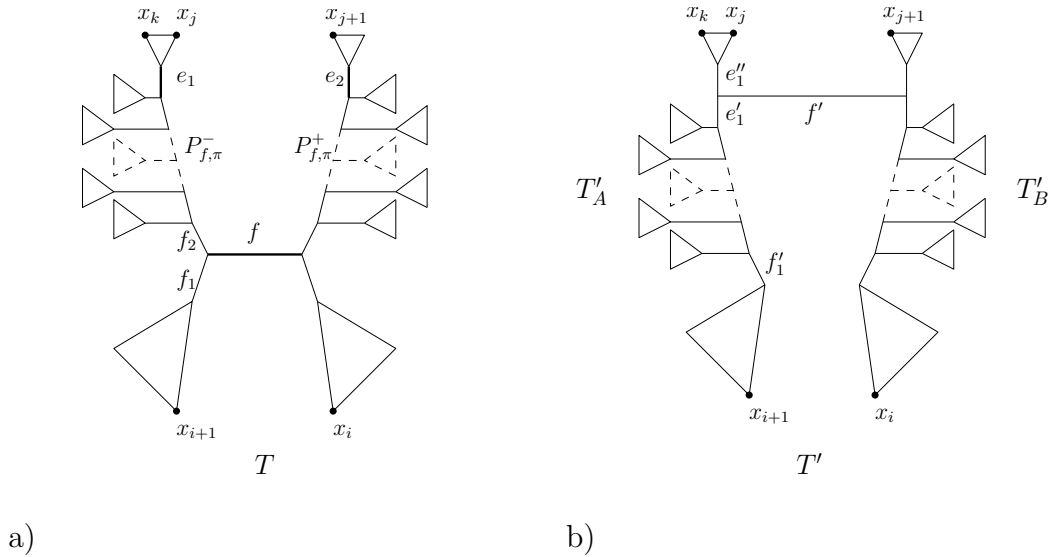 x_k x_j x_{j+1} x_k x_j x_{j+1}
e_1 e_2 e''_1
e'_1 f'
P^-_{f,π} P^+_{f,π}
T'_A T'_B
f_2 f
f_1 f'_1
x_{i+1} x_i x_{i+1} x_i
T T'
a) b)